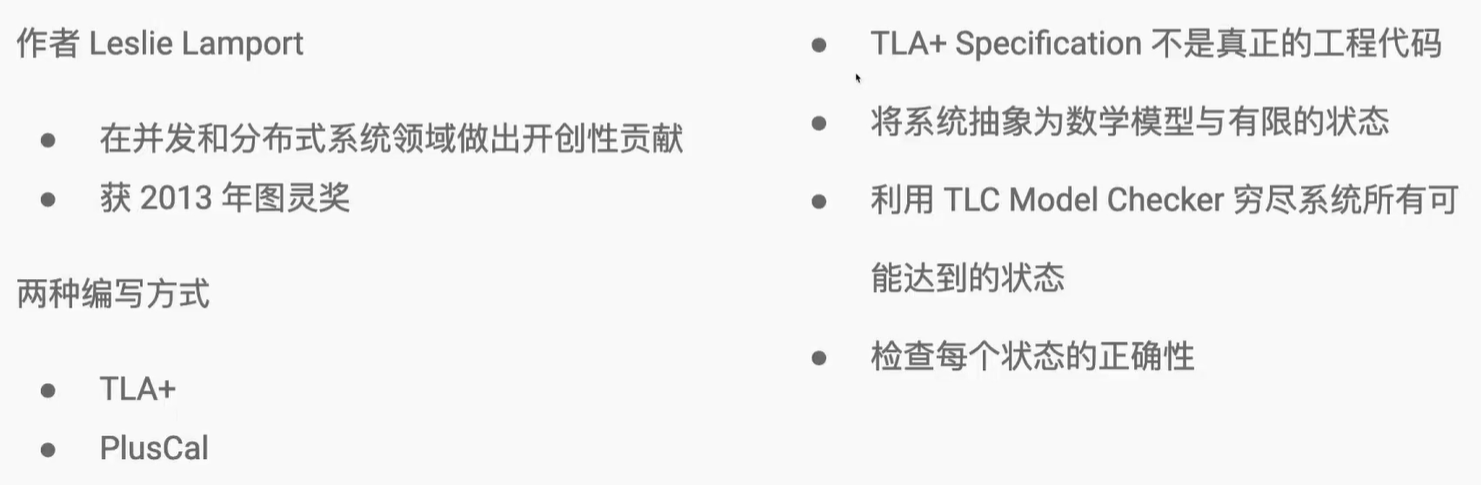 作者 Leslie Lamport
在并发和分布式系统领域做出开创性贡献
获 2013 年图灵奖
两种编写方式
TLA+
PlusCal
TLA+ Specification 不是真正的工程代码
将系统抽象为数学模型与有限的状态
利用 TLC Model Checker 穷尽系统所有可
能达到的状态
检查每个状态的正确性